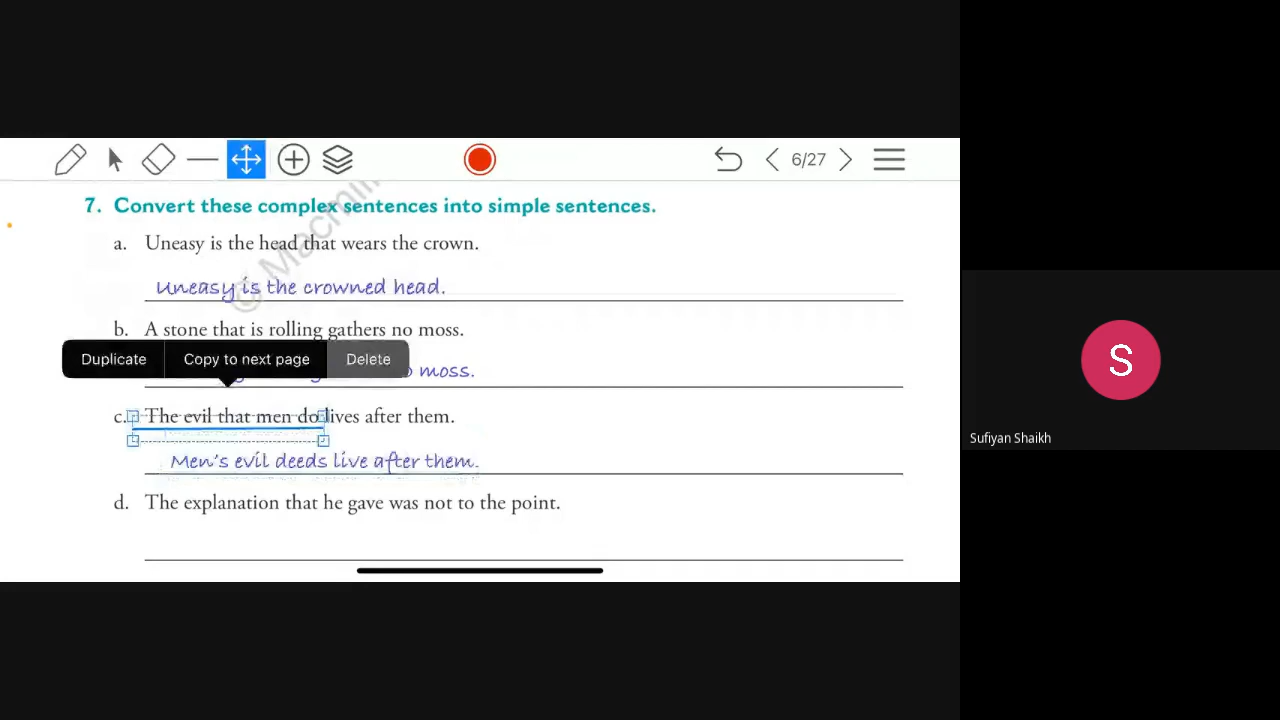 6/27
© Macmill
7. Convert these complex sentences into simple sentences.
a. Uneasy is the head that wears the crown.
Uneasy is the crowned head.
b. A stone that is rolling gathers no moss.
Duplicate Copy to next page Delete
moss.
c. The evil that men do lives after them.
Men's evil deeds live after them.
d. The explanation that he gave was not to the point.
S
Sufiyan Shaikh